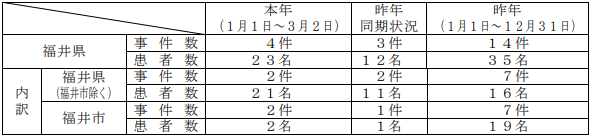 本年 昨年 昨年
(1月1日～3月2日) 同期状況 (1月1日～12月31日)
福井県 事件数 4件 3件 14件
患者数 23名 12名 35名
内訳 福井県(福井市除く) 事件数 2件 2件 7件
患者数 21名 11名 16名
福井市 事件数 2件 1件 7件
患者数 2名 1名 19名